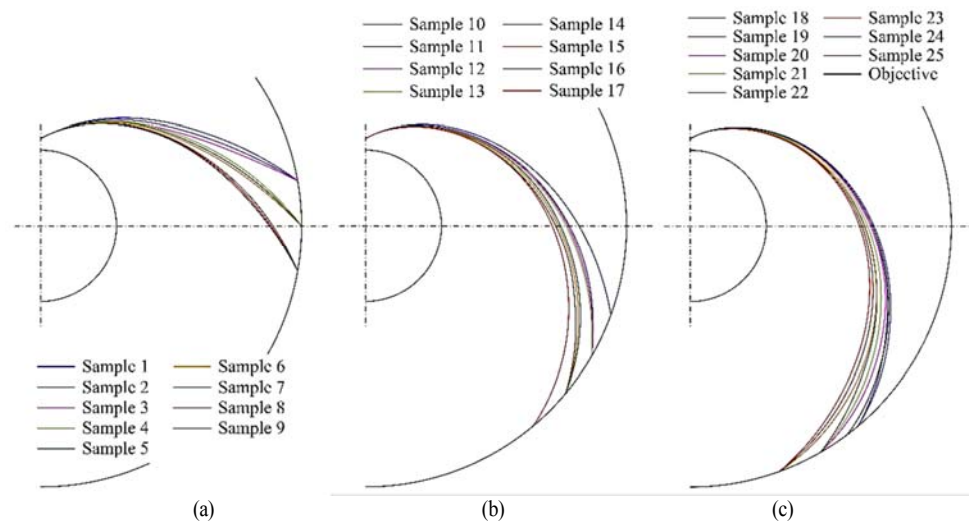 Sample 10 Sample 14
Sample 11 Sample 15
Sample 12 Sample 16
Sample 13 Sample 17
Sample 18 Sample 23
Sample 19 Sample 24
Sample 20 Sample 25
Sample 21 Objective
Sample 22
Sample 1 Sample 6
Sample 2 Sample 7
Sample 3 Sample 8
Sample 4 Sample 9
Sample 5
(a) (b) (c)